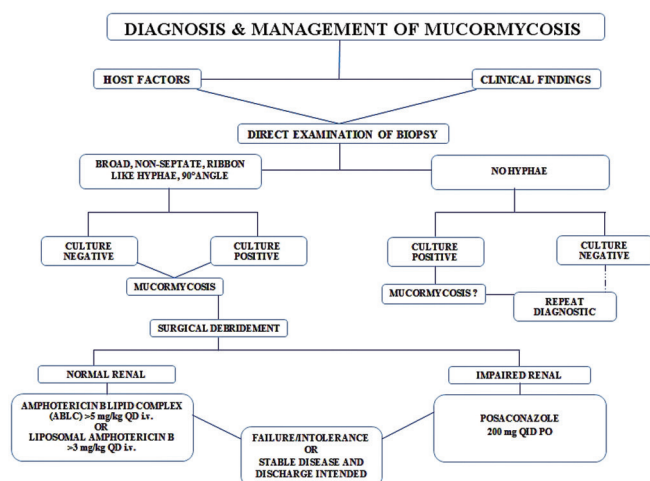 DIAGNOSIS & MANAGEMENT OF MUCORMYCOSIS
HOST FACTORS
CLINICAL FINDINGS
DIRECT EXAMINATION OF BIOPSY
BROAD, NON-SEPTATE, RIBBON
LIKE HYPHAE, 90°ANGLE
NO HYPHAE
CULTURE
NEGATIVE
CULTURE
POSITIVE
CULTURE
POSITIVE
CULTURE
NEGATIVE
MUCORMYCOSIS
MUCORMYCOSIS ?
REPEAT
DIAGNOSTIC
SURGICAL DEBRIDEMENT
NORMAL RENAL
IMPAIRED RENAL
AMPHOTERICIN B LIPID COMPLEX
(ABLC) >5 mg/kg QD i.v.
OR
LIPOSOMAL AMPHOTERICIN B
>3 mg/kg QD i.v.
POSACONAZOLE
200 mg QID PO
FAILURE/INTOLERANCE
OR
STABLE DISEASE AND
DISCHARGE INTENDED